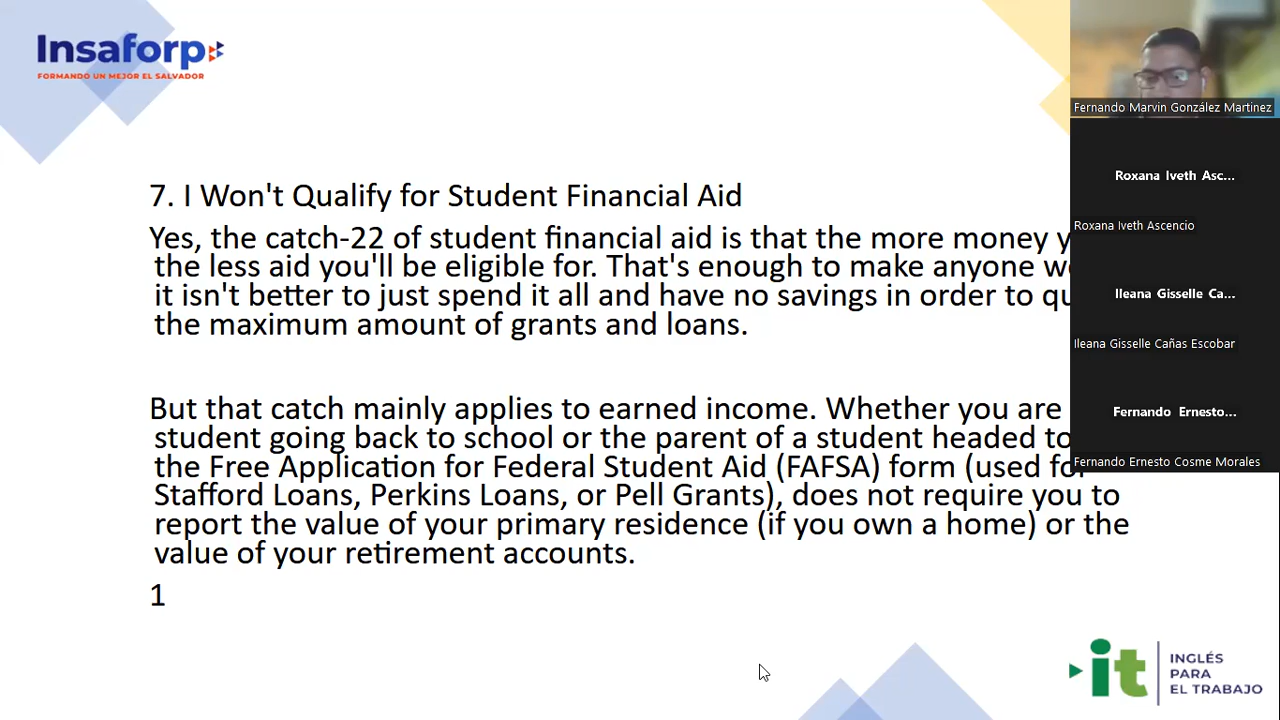 Insaforp
FORMANDO UN MEJOR EL SALVADOR
7. I Won't Qualify for Student Financial Aid
Yes, the catch-22 of student financial aid is that the more money
the less aid you'll be eligible for. That's enough to make anyone
it isn't better to just spend it all and have no savings in order to
the maximum amount of grants and loans.
But that catch mainly applies to earned income. Whether you are
student going back to school or the parent of a student headed to
the Free Application for Federal Student Aid (FAFSA) form (used for
Stafford Loans, Perkins Loans, or Pell Grants), does not require you to
report the value of your primary residence (if you own a home) or the
value of your retirement accounts.
1
Fernando Marvin González Martinez
Roxana Iveth Asc...
Roxana Iveth Ascencio
Ileana Gisselle Ca...
Ileana Gisselle Cañas Escobar
Fernando Ernesto...
Fernando Ernesto Cosme Morales
it
INGLÉS
PARA
EL TRABAJO